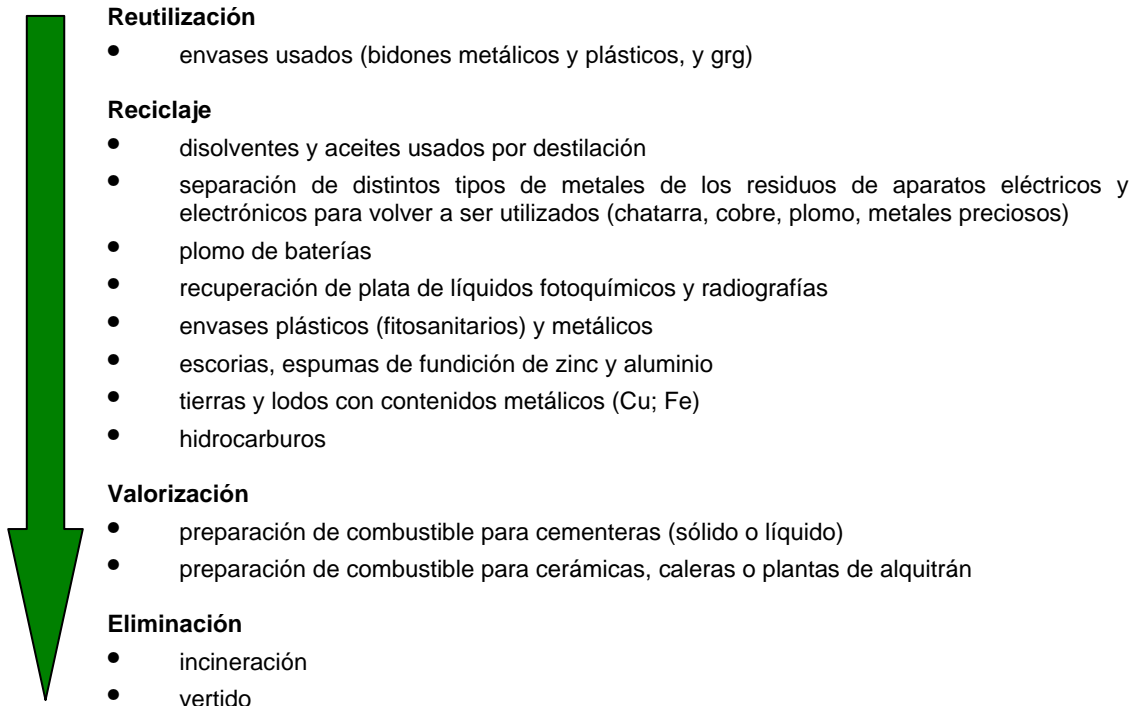 Reutilización
• envases usados (bidones metálicos y plásticos, y grg)
Reciclaje
• disolventes y aceites usados por destilación
• separación de distintos tipos de metales de los residuos de aparatos eléctricos y
electrónicos para volver a ser utilizados (chatarra, cobre, plomo, metales preciosos)
• plomo de baterías
• recuperación de plata de líquidos fotoquímicos y radiografías
• envases plásticos (fitosanitarios) y metálicos
• escorias, espumas de fundición de zinc y aluminio
• tierras y lodos con contenidos metálicos (Cu; Fe)
• hidrocarburos
Valorización
• preparación de combustible para cementeras (sólido o líquido)
• preparación de combustible para cerámicas, caleras o plantas de alquitrán
Eliminación
• incineración
• vertido